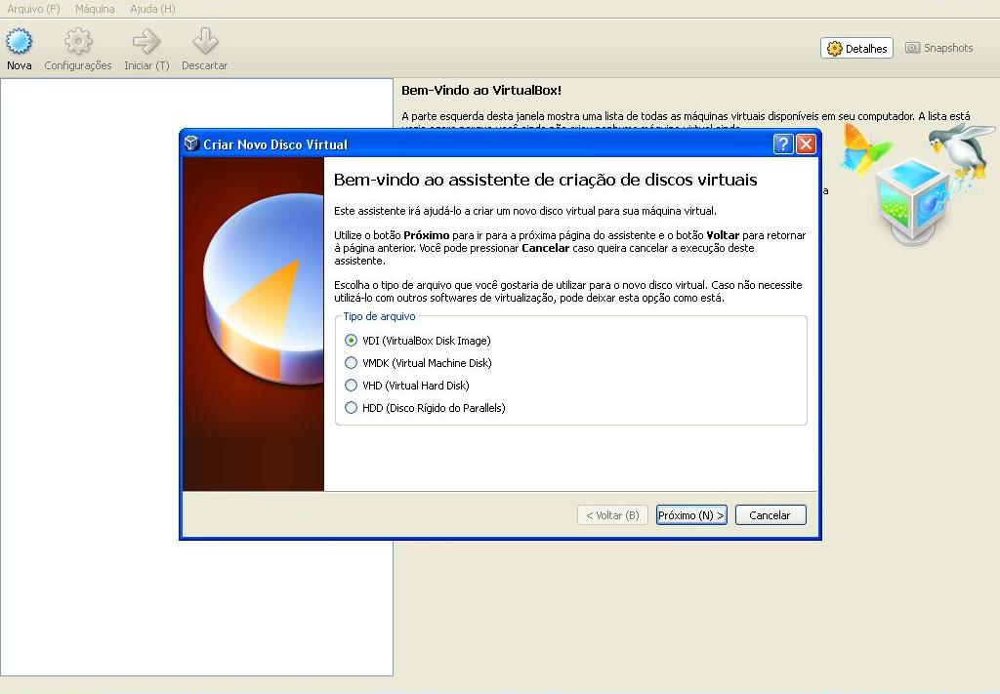 Arquivo (F) Máquina Ajuda (H)
Nova Configurações Iniciar (T) Descartar
Detalhes Snapshots
Bem-Vindo ao VirtualBox!
A parte esquerda desta janela mostra uma lista de todas as máquinas virtuais disponíveis em seu computador. A lista está
a
Criar Novo Disco Virtual
Bem-vindo ao assistente de criação de discos virtuais
Este assistente irá ajudá-lo a criar um novo disco virtual para sua máquina virtual.
Utilize o botão Próximo para ir para a próxima página do assistente e o botão Voltar para retornar
à página anterior. Você pode pressionar Cancelar caso queira cancelar a execução deste
assistente.
Escolha o tipo de arquivo que você gostaria de utilizar para o novo disco virtual. Caso não necessite
utilizá-lo com outros softwares de virtualização, pode deixar esta opção como está.
Tipo de arquivo
VDI (VirtualBox Disk Image)
VMDK (Virtual Machine Disk)
VHD (Virtual Hard Disk)
HDD (Disco Rígido do Parallels)
< Voltar (B) Próximo (N) > Cancelar